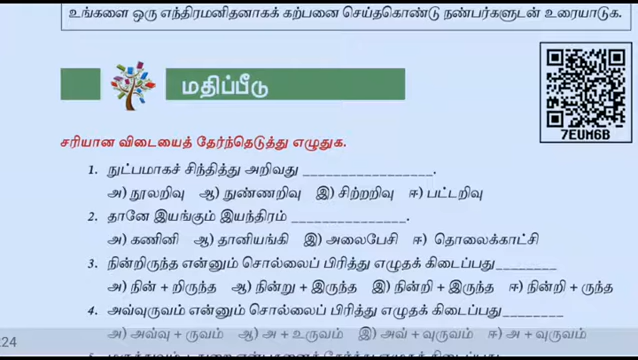 உங்களை ஒரு எந்திரமனிதனாகக் கற்பனை செய்துகொண்டு நண்பர்களுடன் உரையாடுக.
மதிப்பீடு
7EUM6B
சரியான விடையைத் தேர்ந்தெடுத்து எழுதுக.
1. நுட்பமாகச் சிந்தித்து அறிவது ________________.
அ) நூலறிவு ஆ) நுண்ணறிவு இ) சிற்றறிவு ஈ) பட்டறிவு
2. தானே இயங்கும் இயந்திரம் ______________.
அ) கணினி ஆ) தானியங்கி இ) அலைபேசி ஈ) தொலைக்காட்சி
3. நின்றிருந்த என்னும் சொல்லைப் பிரித்து எழுதக் கிடைப்பது________
அ) நின் + றிருந்த ஆ) நின்று + இருந்த இ) நின்றி + இருந்த ஈ) நின்றி + ருந்த
4. அவ்வுருவம் என்னும் சொல்லைப் பிரித்து எழுதக் கிடைப்பது________
224
அ) அவ்வு + ருவம் ஆ) அ + உருவம் இ) அவ் + வுருவம் ஈ) அ + வுருவம்